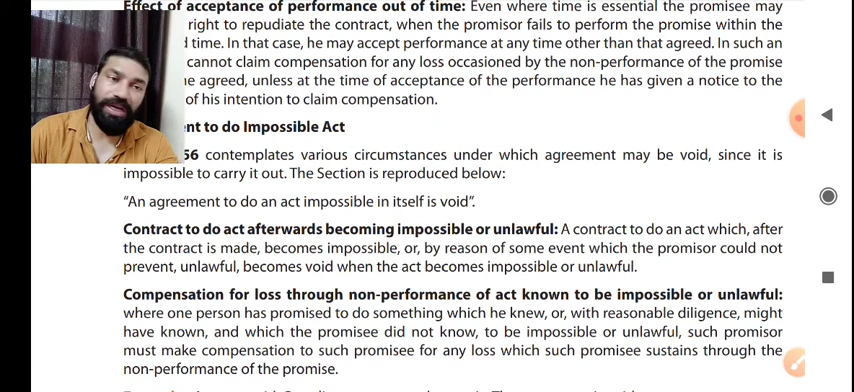 Effect of acceptance of performance out of time: Even where time is essential the promisee may
right to repudiate the contract, when the promisor fails to perform the promise within the
time. In that case, he may accept performance at any time other than that agreed. In such an
cannot claim compensation for any loss occasioned by the non-performance of the promise
agreed, unless at the time of acceptance of the performance he has given a notice to the
of his intention to claim compensation.
to do Impossible Act
56 contemplates various circumstances under which agreement may be void, since it is
impossible to carry it out. The Section is reproduced below:
“An agreement to do an act impossible in itself is void”.
Contract to do act afterwards becoming impossible or unlawful: A contract to do an act which, after
the contract is made, becomes impossible, or, by reason of some event which the promisor could not
prevent, unlawful, becomes void when the act becomes impossible or unlawful.
Compensation for loss through non-performance of act known to be impossible or unlawful:
where one person has promised to do something which he knew, or, with reasonable diligence, might
have known, and which the promisee did not know, to be impossible or unlawful, such promisor
must make compensation to such promisee for any loss which such promisee sustains through the
non-performance of the promise.